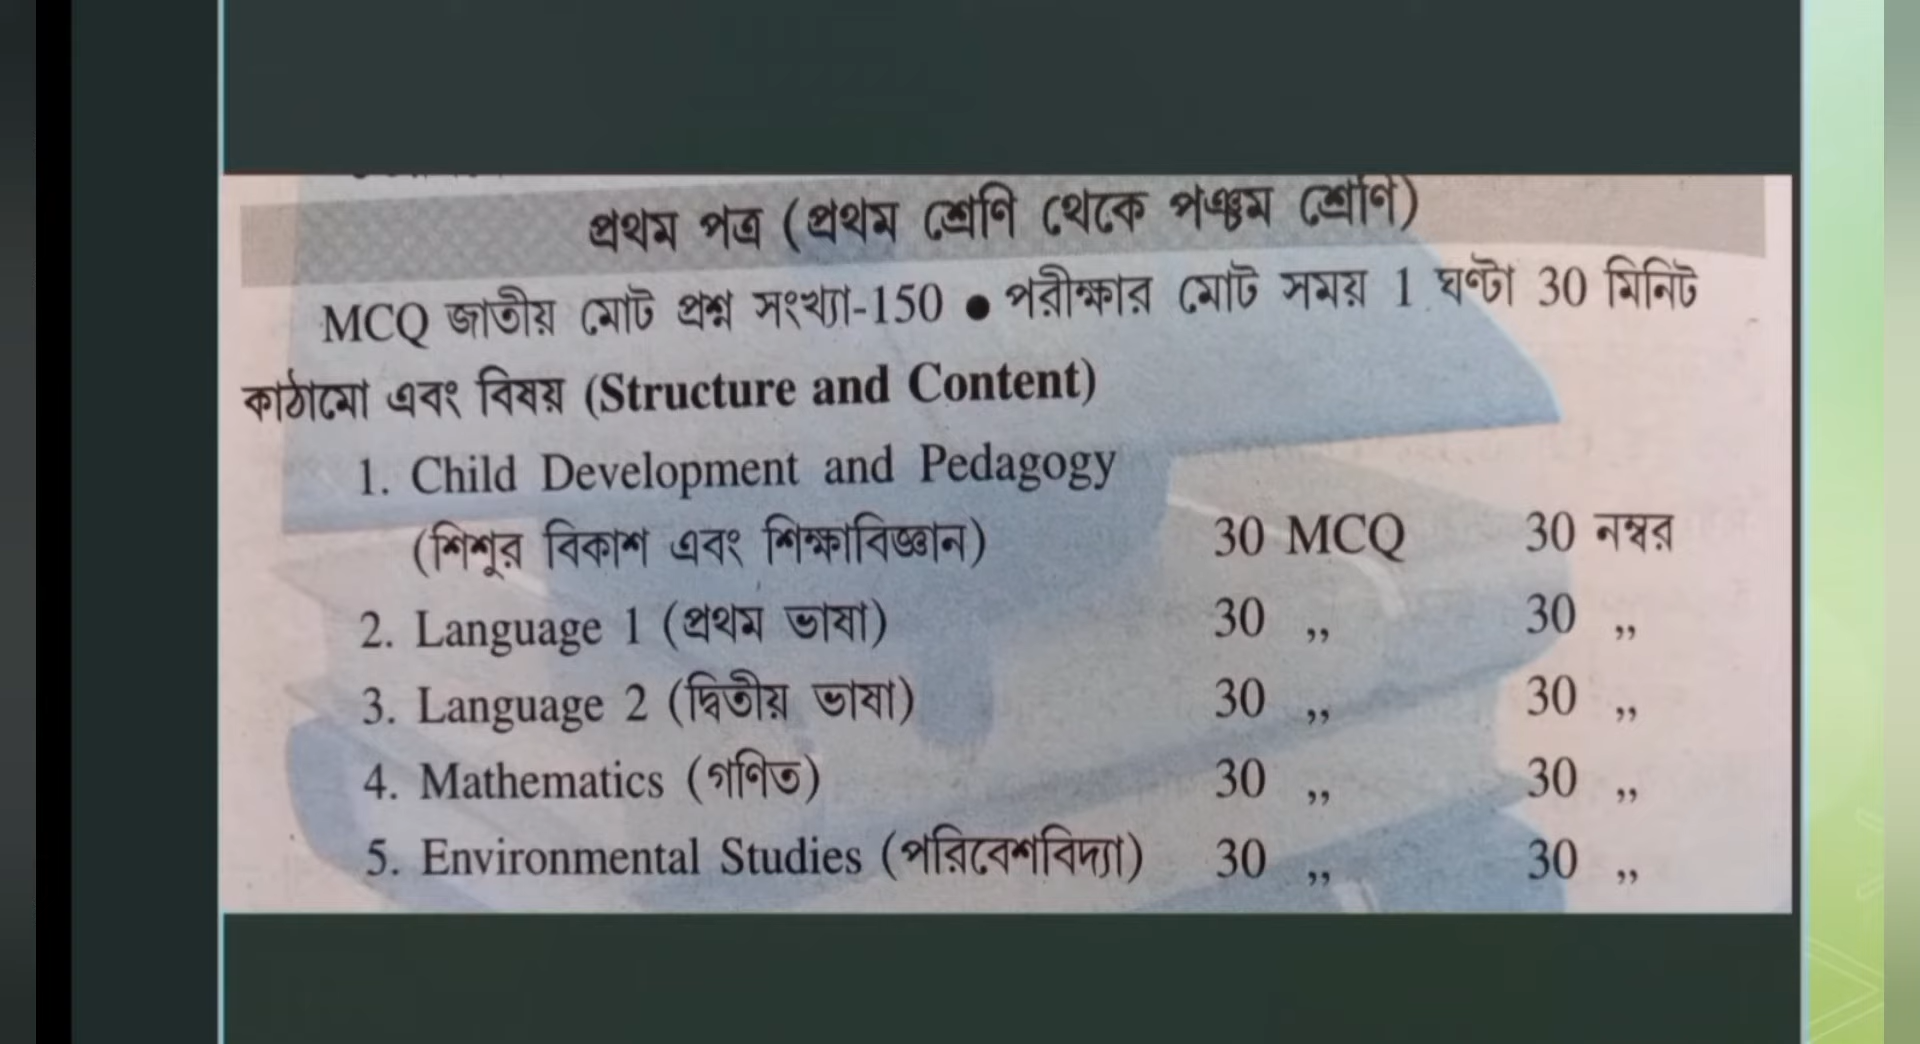 প্রথম পত্র (প্রথম শ্রেণি থেকে পঞ্চম শ্রেণি)
MCQ জাতীয় মোট প্রশ্ন সংখ্যা-150 ● পরীক্ষার মোট সময় 1 ঘণ্টা 30 মিনিট
কাঠামো এবং বিষয় (Structure and Content)
1. Child Development and Pedagogy
(শিশুর বিকাশ এবং শিক্ষাবিজ্ঞান) 30 MCQ 30 নম্বর
2. Language 1 (প্রথম ভাষা) 30 ,, 30 ,,
3. Language 2 (দ্বিতীয় ভাষা) 30 ,, 30 ,,
4. Mathematics (গণিত) 30 ,, 30 ,,
5. Environmental Studies (পরিবেশবিদ্যা) 30 ,, 30 ,,